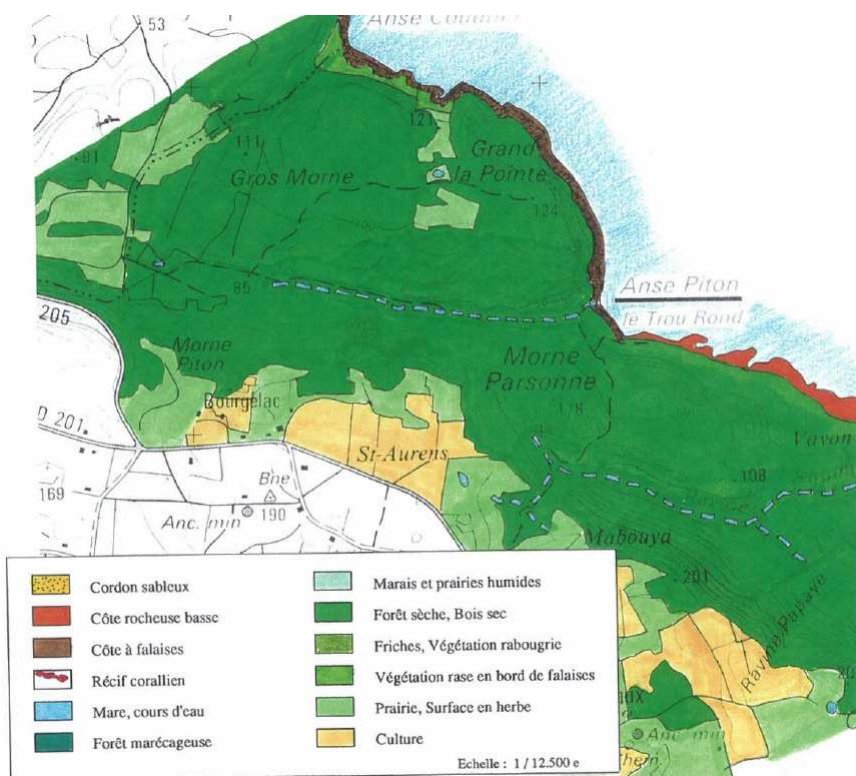 53
Anse
121
111
Grand
la Pointe
Gros Morne
124
91
85
Anse Piton
le Trou Rond
205
Morne
Piton
Morne
Parsonne
178
Bourgélac
D 201
St-Aurens
Vavon
108
169
Bne
Anc. min
190
Mabouya
201
Ravine Papaye
Anc. min
Cordon sableux
Côte rocheuse basse
Côte à falaises
Récif corallien
Mare, cours d'eau
Forêt marécageuse
Marais et prairies humides
Forêt sèche, Bois sec
Friches, Végétation rabougrie
Végétation rase en bord de falaises
Prairie, Surface en herbe
Culture
Echelle : 1 / 12.500 e